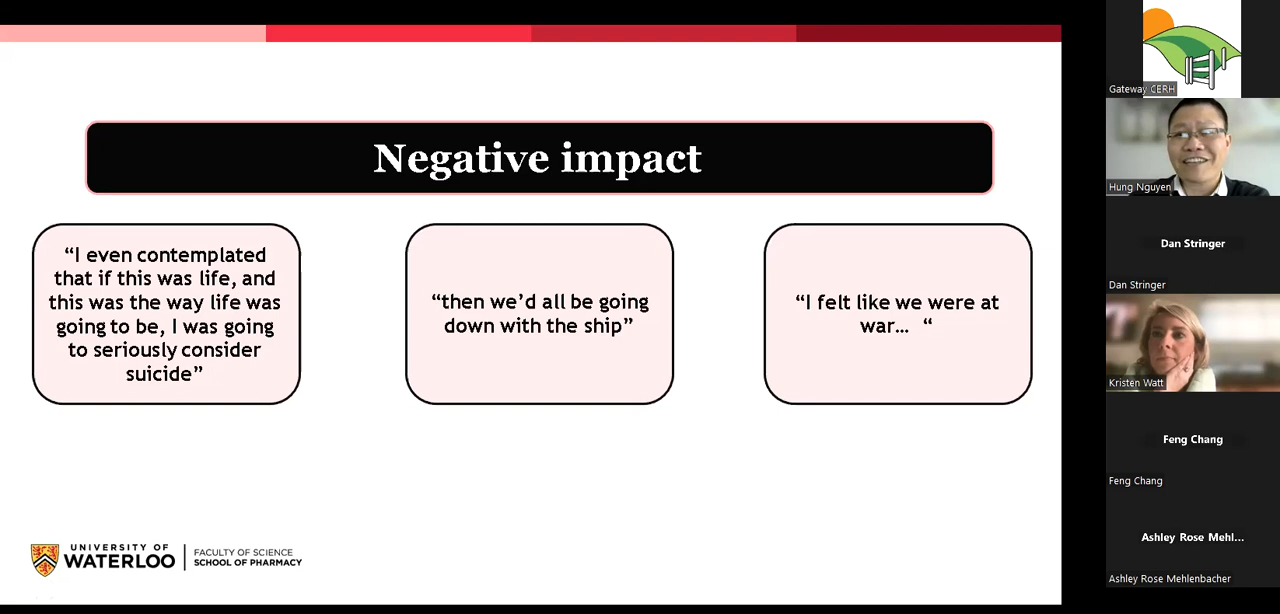 Negative impact
“I even contemplated
that if this was life, and
this was the way life was
going to be, I was going
to seriously consider
suicide”
“then we’d all be going
down with the ship”
“I felt like we were at
war… “
UNIVERSITY OF
WATERLOO
FACULTY OF SCIENCE
SCHOOL OF PHARMACY
Gateway CERH
Hung Nguyen
Dan Stringer
Dan Stringer
Kristen Watt
Feng Chang
Feng Chang
Ashley Rose Mehl...
Ashley Rose Mehlenbacher